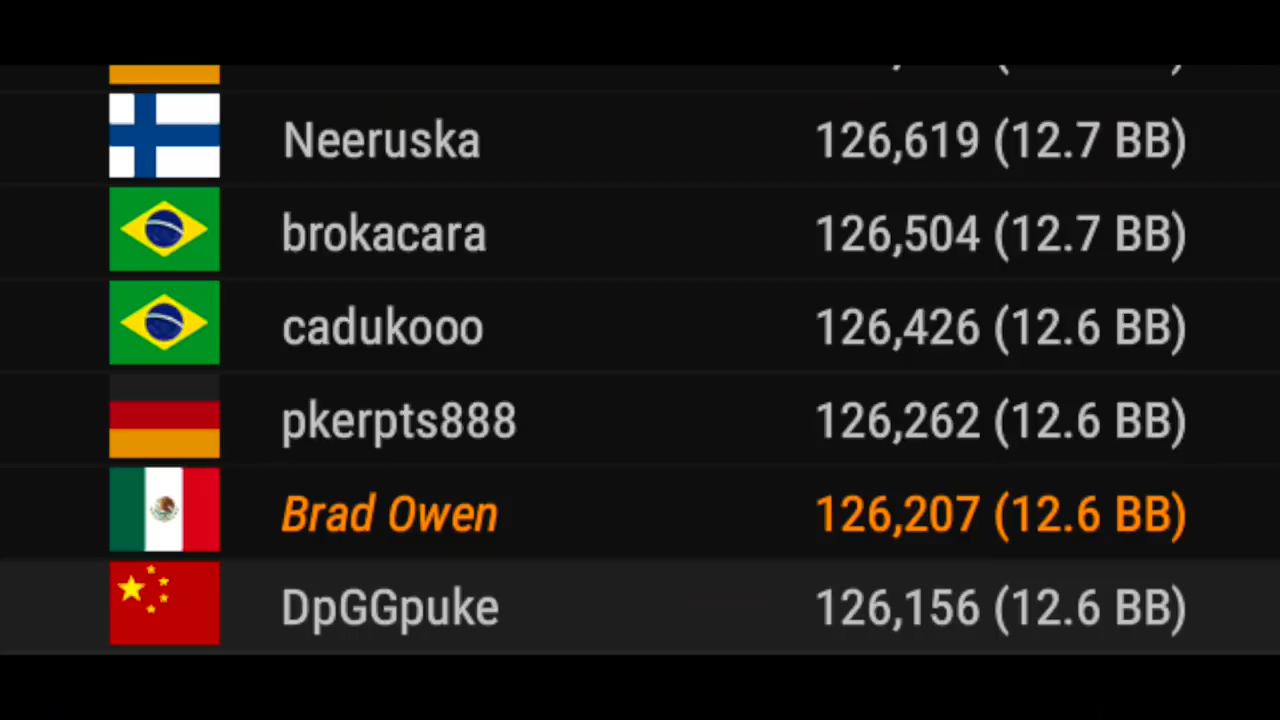 Neeruska 126,619 (12.7 BB)
brokacara 126,504 (12.7 BB)
cadukooo 126,426 (12.6 BB)
pkerpts888 126,262 (12.6 BB)
Brad Owen 126,207 (12.6 BB)
DpGGpuke 126,156 (12.6 BB)